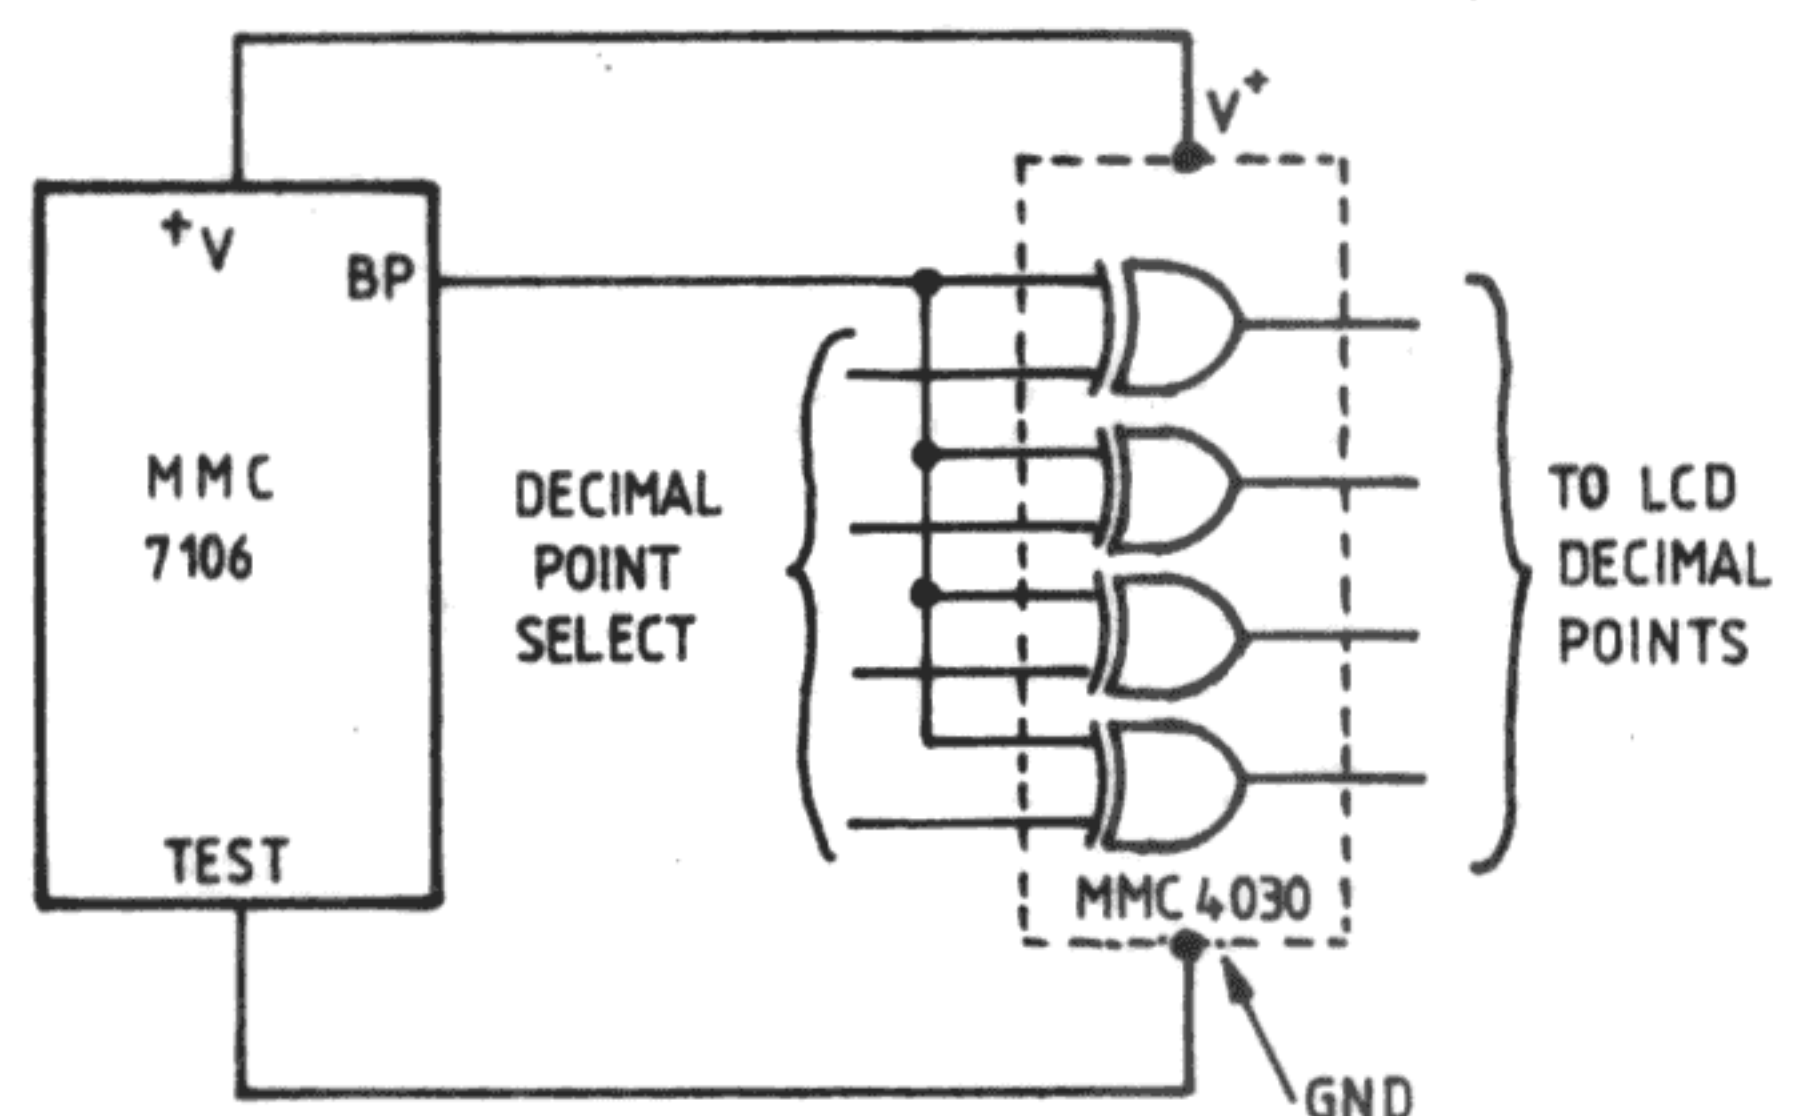 V+
+V
BP
MMC
7106
TEST
DECIMAL
POINT
SELECT
MMC 4030
GND
TO LCD
DECIMAL
POINTS